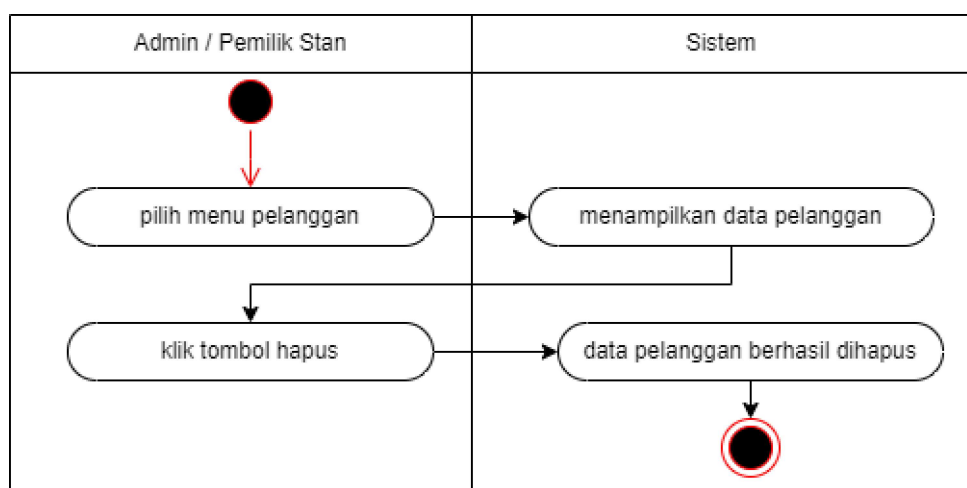 Admin / Pemilik Stan
Sistem
pilih menu pelanggan
menampilkan data pelanggan
klik tombol hapus
data pelanggan berhasil dihapus